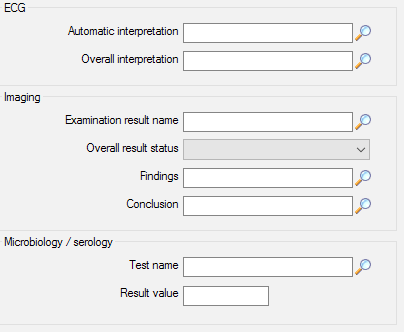 ECG
Automatic interpretation
Overall interpretation
Imaging
Examination result name
Overall result status
Findings
Conclusion
Microbiology / serology
Test name
Result value